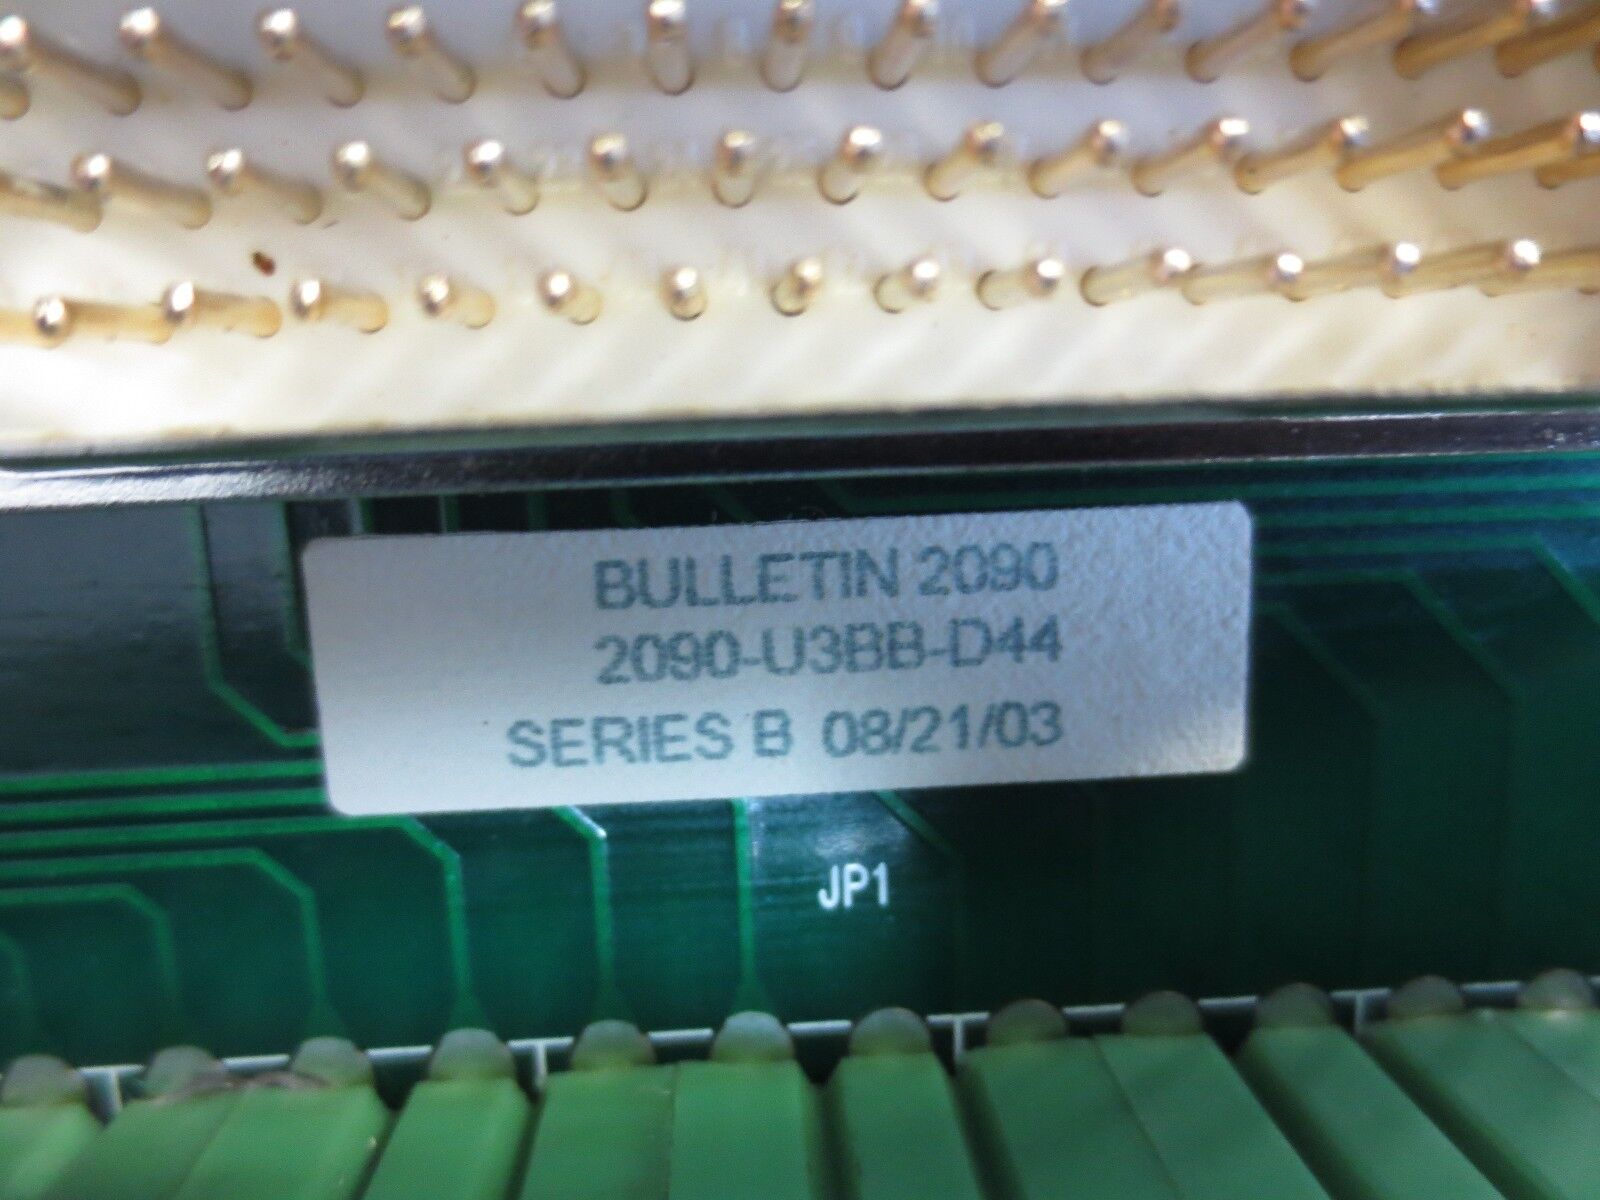 BULLETIN 2090
2090-U3BB-D44
SERIES B 08/21/03
JP1